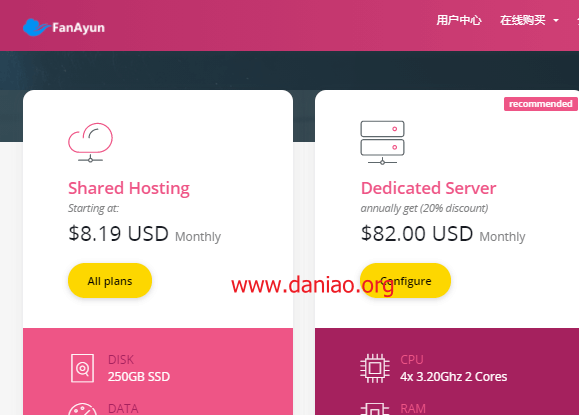 FanAyun
用户中心 在线购买
recommended
Shared Hosting
Starting at:
$8.19 USD Monthly
All plans
Dedicated Server
annually get (20% discount)
$82.00 USD Monthly
Configure
www.daniao.org
DISK
250GB SSD
DATA
CPU
4x 3.20Ghz 2 Cores
RAM